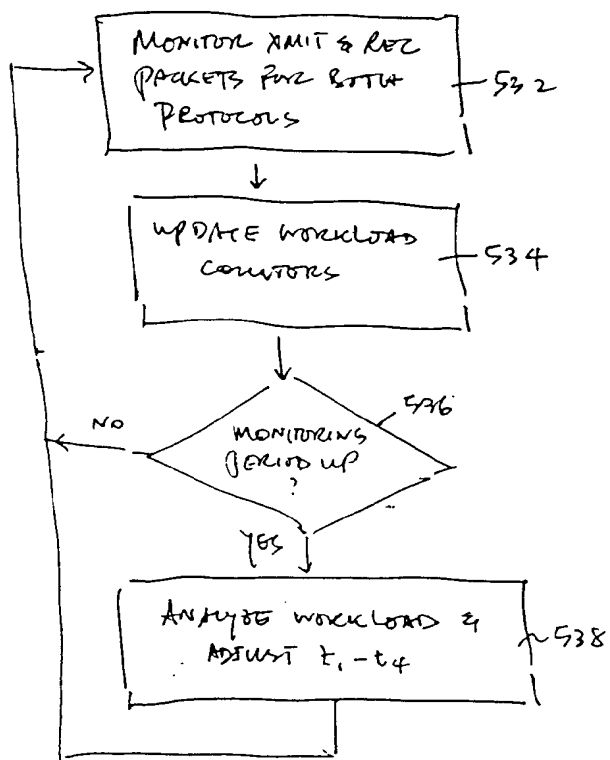 MONITOR XMIT & REC
PACKETS FOR BOTH
PROTOCOLS
532
UPDATE WORKLOAD
COUNTORS
534
536
NO
MONITORING
PERIOD UP
?
YES
ANALYZE WORKLOAD &
ADJUST t1-t4
538